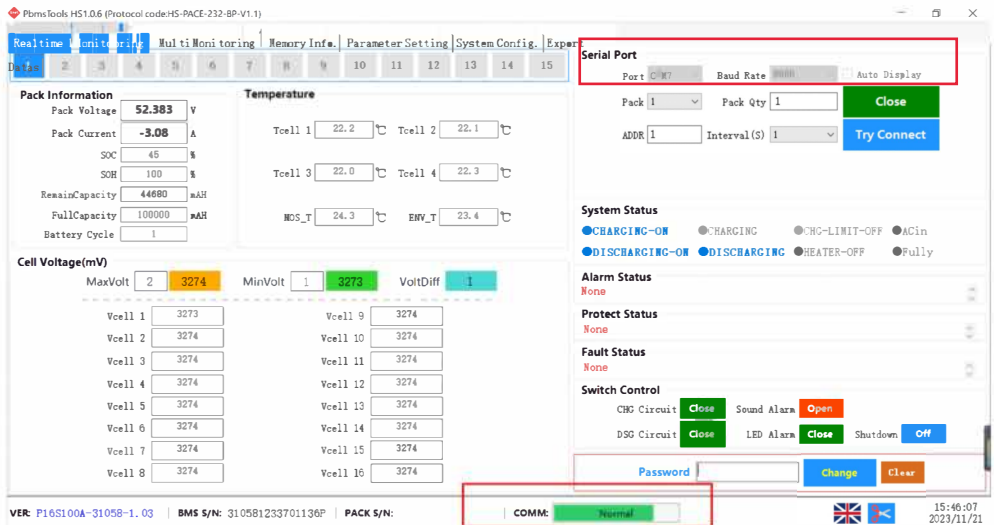 PbmsTools HS1.0.6 (Protocol code:HS-PACE-232-BP-V1.1)
Realtime Monitoring MultiMonitoring Memory Info. Parameter Setting System Config. Export
1 2 3 4 5 6 7 8 9 10 11 12 13 14 15
Pack Information
Pack Voltage 52.383 V
Pack Current -3.08 A
SOC 45 %
SOH 100 %
RemainCapacity 44680 mAH
FullCapacity 100000 mAH
Battery Cycle 1
Temperature
Tcell 1 22.2 ℃ Tcell 2 22.1 ℃
Tcell 3 22.0 ℃ Tcell 4 22.3 ℃
MOS_T 24.3 ℃ ENV_T 23.4 ℃
Cell Voltage(mV)
MaxVolt 2 3274 MinVolt 1 3273 VoltDiff 1
Vcell 1 3273 Vcell 9 3274
Vcell 2 3274 Vcell 10 3274
Vcell 3 3274 Vcell 11 3274
Vcell 4 3274 Vcell 12 3274
Vcell 5 3274 Vcell 13 3274
Vcell 6 3274 Vcell 14 3274
Vcell 7 3274 Vcell 15 3274
Vcell 8 3274 Vcell 16 3274
Serial Port
Port Baud Rate Auto Display
Pack 1 Pack Qty 1 Close
ADDR 1 Interval(S) 1 Try Connect
System Status
CHARGING-ON CHARGING CHG-LIMIT-OFF ACin
DISCHARGING-ON DISCHARGING HEATER-OFF Fully
Alarm Status
None
Protect Status
None
Fault Status
None
Switch Control
CHG Circuit Close Sound Alarm Open
DSG Circuit Close LED Alarm Close Shutdown Off
Password Change Clear
VER: P16S100A-31058-1.03 BMS S/N: 310581233701136F PACK S/N: COMM: Normal
15:46:07
2023/11/21